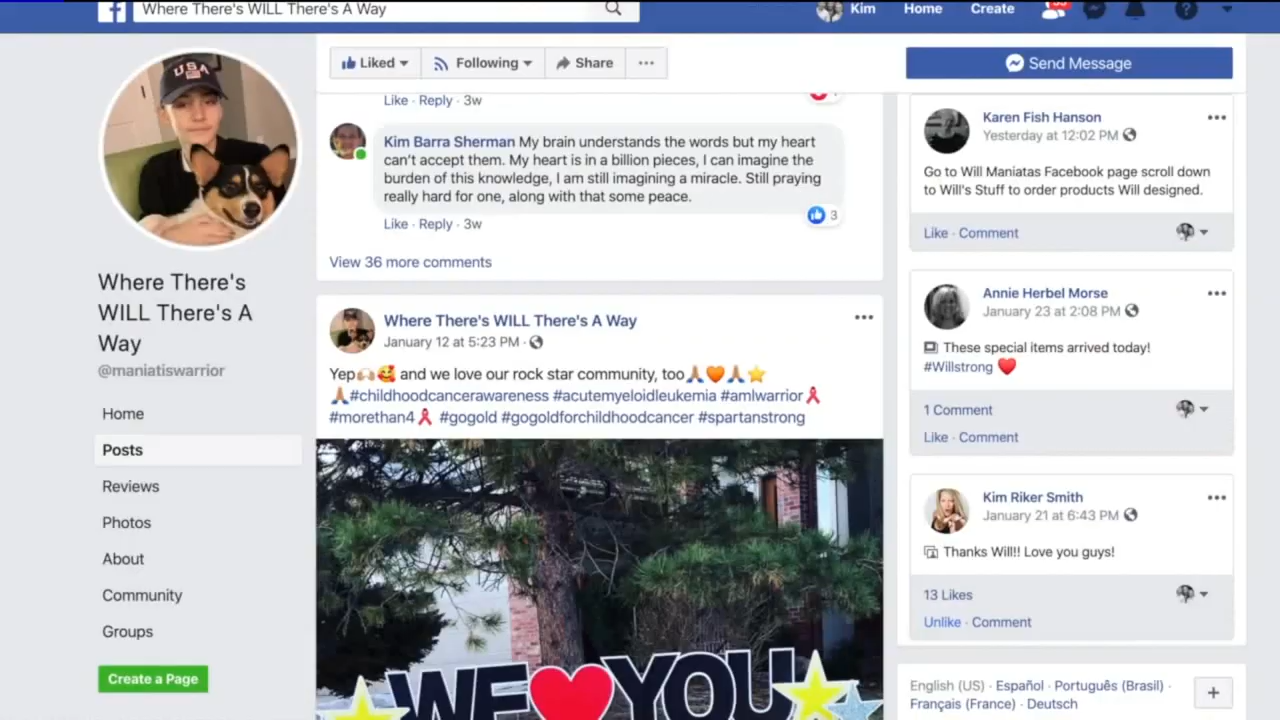 Where There's WILL There's A Way
Kim
Home
Create
USA
Where There's
WILL There's A
Way
@maniatiswarrior
Home
Posts
Reviews
Photos
About
Community
Groups
Create a Page
Liked
Following
Share
Send Message
Like · Reply · 3w
Kim Barra Sherman My brain understands the words but my heart
can't accept them. My heart is in a billion pieces, I can imagine the
burden of this knowledge, I am still imagining a miracle. Still praying
really hard for one, along with that some peace.
3
Like · Reply · 3w
View 36 more comments
Where There's WILL There's A Way
January 12 at 5:23 PM ·
Yep🙌🏼🥰 and we love our rock star community, too🙏🏽🧡🙏🏽⭐
🙏🏽#childhoodcancerawareness #acutemyeloidleukemia #amlwarrior🎗
#morethan4🎗 #gogold #gogoldforchildhoodcancer #spartanstrong
WE❤YOU
Karen Fish Hanson
Yesterday at 12:02 PM
Go to Will Maniatas Facebook page scroll down
to Will's Stuff to order products Will designed.
Like · Comment
Annie Herbel Morse
January 23 at 2:08 PM
These special items arrived today!
#Willstrong ❤
1 Comment
Like · Comment
Kim Riker Smith
January 21 at 6:43 PM
Thanks Will!! Love you guys!
13 Likes
Unlike · Comment
English (US) · Español · Português (Brasil) ·
Français (France) · Deutsch